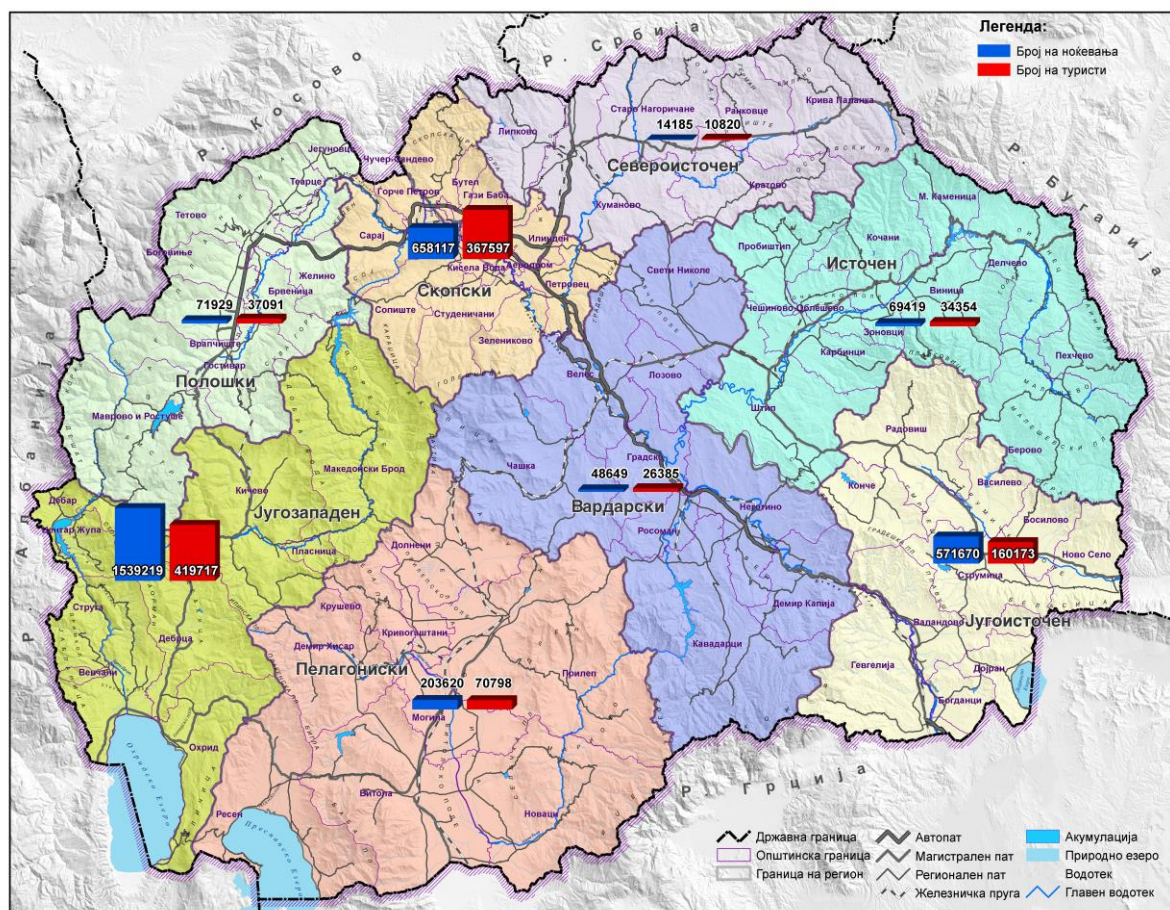 Легенда:
Број на ноќевања
Број на туристи
Р. Србија
Р. Косово
Р. Бугарија
Р. Албанија
Р. Грција
Старо Нагоричане
Ранковце
Крива Паланка
14185
10820
Липково
Североисточен
Кратово
Куманово
Јегуновце
Чучер-Сандево
Теарце
Бутел
Ѓорче Петров
Гази Баба
Тетово
Сарај
658117
367597
Илинден
Боговиње
Кисела Вода
Аеродром
Желино
Скопски
Петровец
Брвеница
71929
37091
Сопиште
Студеничани
Зелениково
Врапчиште
Гостивар
Полошки
Маврово и Ростуше
М. Каменица
Пробиштип
Кочани
Источен
Делчево
Свети Николе
Чешиново Облешево
Виница
69419
34354
Зрновци
Карбинци
Пехчево
Велес
Лозово
Штип
Берово
Чашка
Градско
48649
26385
Вардарски
Росоман
Неготино
Демир Капија
Кавадарци
Радовиш
Конче
Василево
Босилово
571670
160173
Ново Село
Струмица
Валандово
Југоисточен
Гевгелија
Дојран
Богданци
Македонски Брод
Кичево
Дебар
Југозападен
Центар Жупа
Пласница
1539219
419717
Струга
Дебрца
Вевчани
Охрид
Охридско Езеро
Долнени
Крушево
Кривогаштани
Демир Хисар
Прилеп
Пелагониски
203620
70798
Могила
Битола
Новаци
Ресен
Преспанско Езеро
Државна граница
Општинска граница
Граница на регион
Автопат
Магистрален пат
Регионален пат
Железничка пруга
Акумулација
Природно езеро
Водотек
Главен водотек